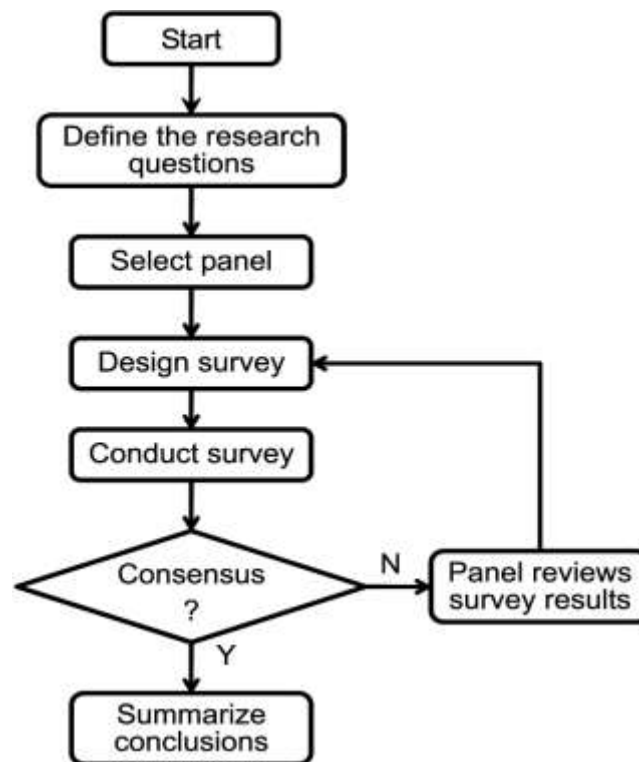 Start
Define the research
questions
Select panel
Design survey
Conduct survey
Consensus
?
N
Panel reviews
survey results
Y
Summarize
conclusions